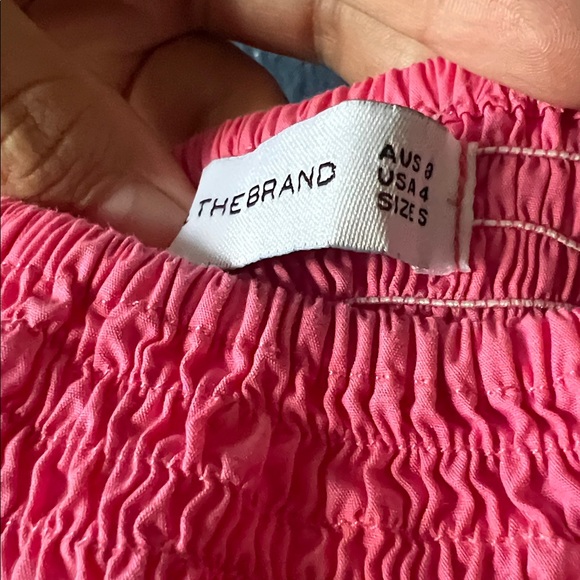 THEBRAND
AUS 8
USA 4
SIZE S